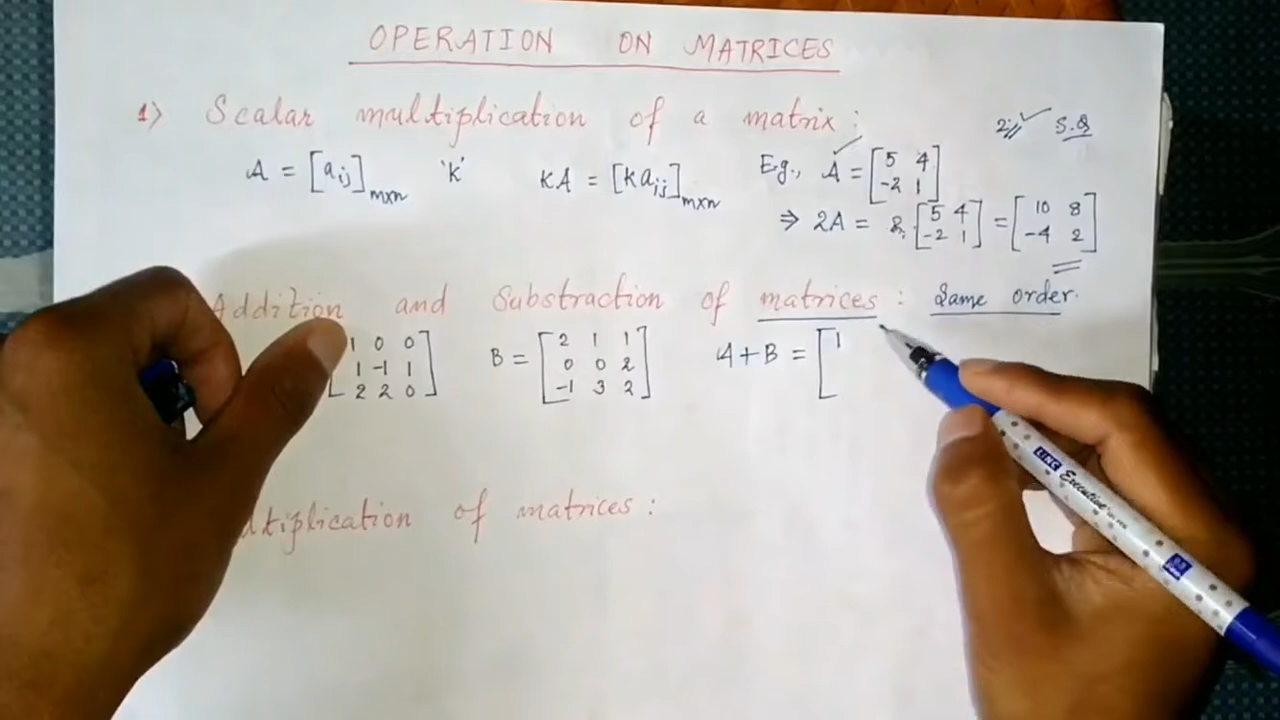 OPERATION ON MATRICES
1) Scalar multiplication of a matrix :
2 S.Q
A = [aij]m×n 'K' KA = [kaij]m×n Eg., A = [5 4
-2 1]
⇒ 2A = 2. [5 4
-2 1] = [10 8
-4 2]
Addition and Substraction of matrices : Same order.
1 0 0
1 -1 1
2 2 0]
B = [2 1 1
0 0 2
-1 3 2]
A+B = [1
of matrices :
LINC Executive